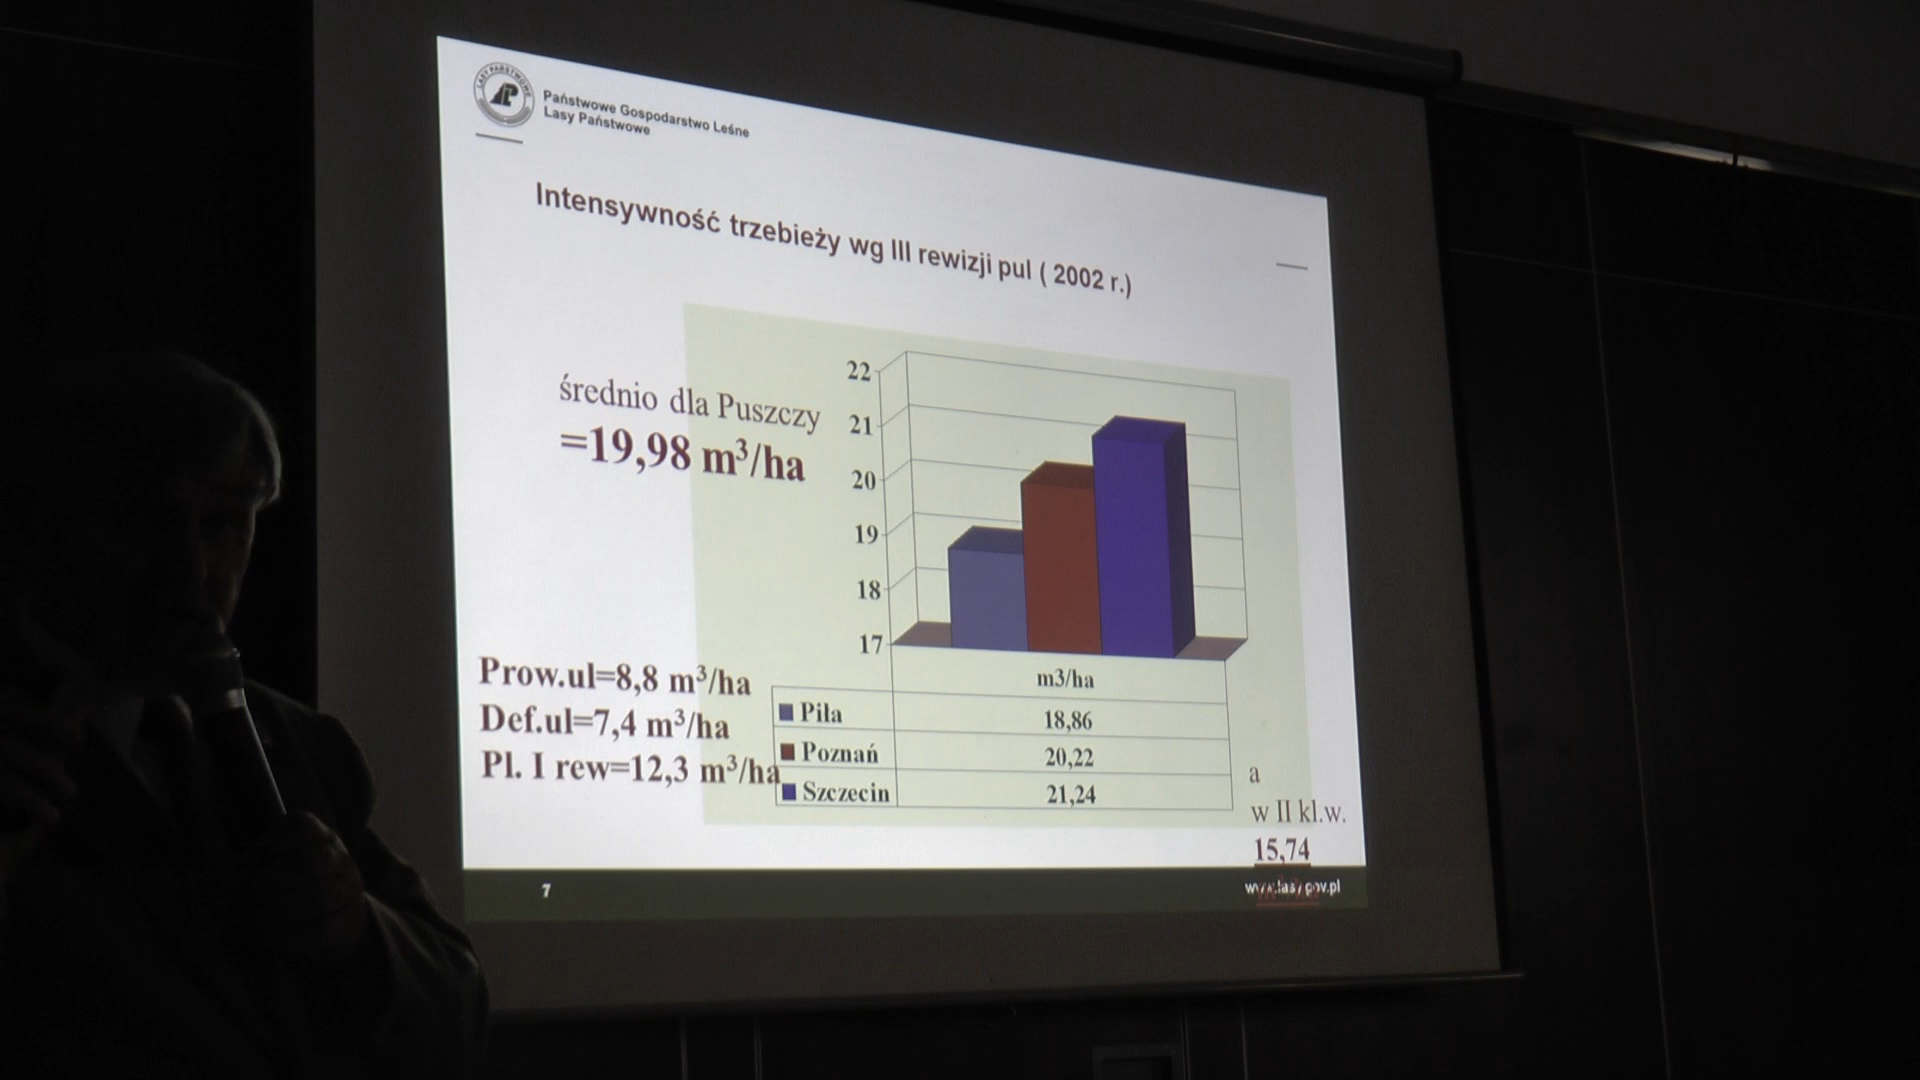 LASY PAŃSTWOWE
Państwowe Gospodarstwo Leśne
Lasy Państwowe
Intensywność trzebieży wg III rewizji pul ( 2002 r.)
średnio dla Puszczy
=19,98 m³/ha
22
21
20
19
18
17
m3/ha
Prow.ul=8,8 m³/ha
Def.ul=7,4 m³/ha
Pl. I rew=12,3 m³/ha
Piła 18,86
Poznań 20,22
Szczecin 21,24
a
w II kl.w.
15,74
7